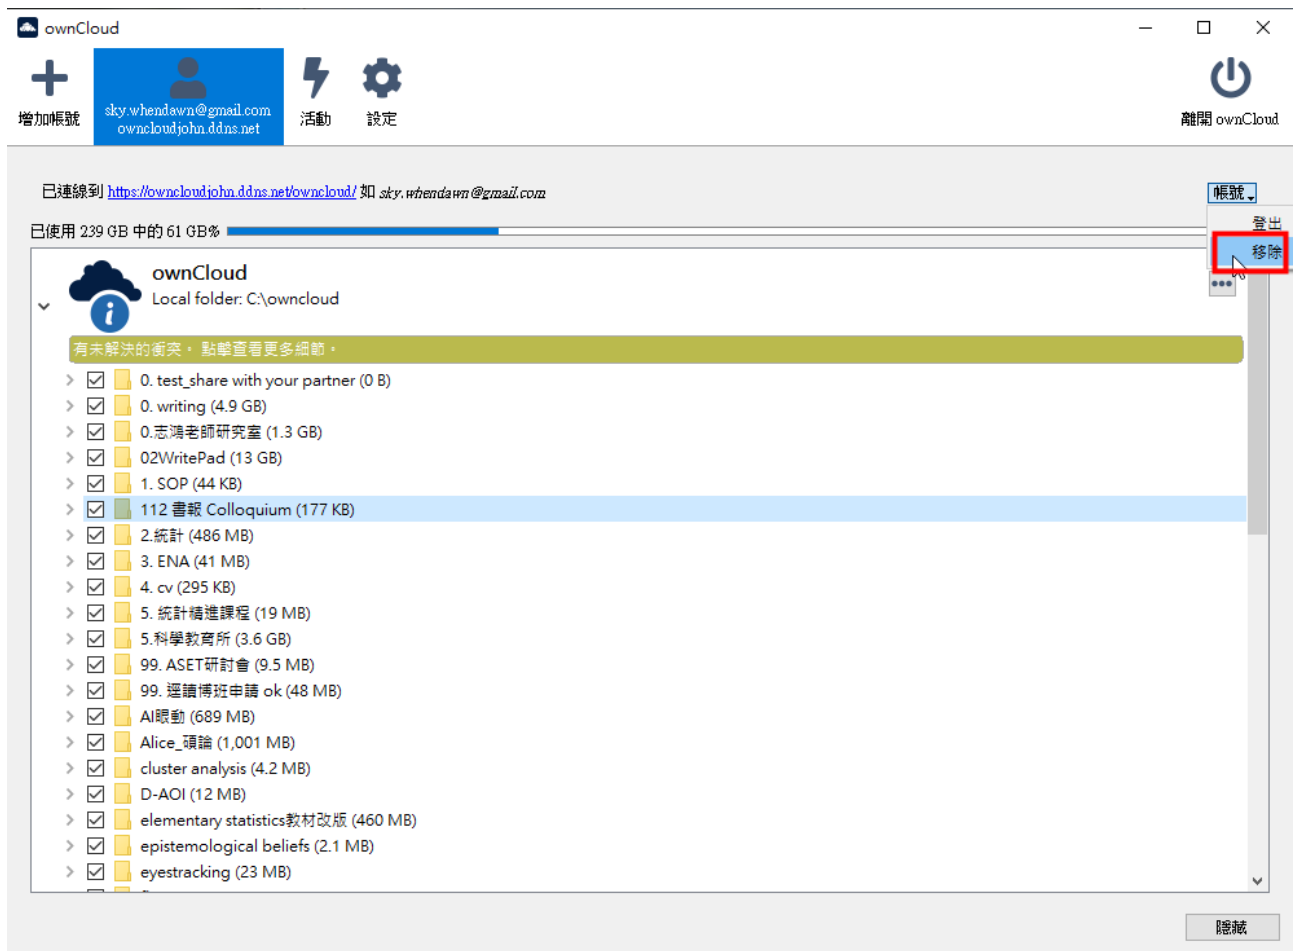 ownCloud
增加帳號
sky.whendawn@gmail.com
owncloudjohn.ddns.net
活動
設定
離開 ownCloud
已連線到 https://owncloudjohn.ddns.net/owncloud/ 如 sky.whendawn@gmail.com
帳號
登出
已使用 239 GB 中的 61 GB%
移除
ownCloud
Local folder: C:\owncloud
有未解決的衝突。 點擊查看更多細節。
0. test_share with your partner (0 B)
0. writing (4.9 GB)
0.志鴻老師研究室 (1.3 GB)
02WritePad (13 GB)
1. SOP (44 KB)
112 書報 Colloquium (177 KB)
2.統計 (486 MB)
3. ENA (41 MB)
4. cv (295 KB)
5. 統計精進課程 (19 MB)
5.科學教育所 (3.6 GB)
99. ASET研討會 (9.5 MB)
99. 逕讀博班申請 ok (48 MB)
AI眼動 (689 MB)
Alice_碩論 (1,001 MB)
cluster analysis (4.2 MB)
D-AOI (12 MB)
elementary statistics教材改版 (460 MB)
epistemological beliefs (2.1 MB)
eyestracking (23 MB)
隱藏